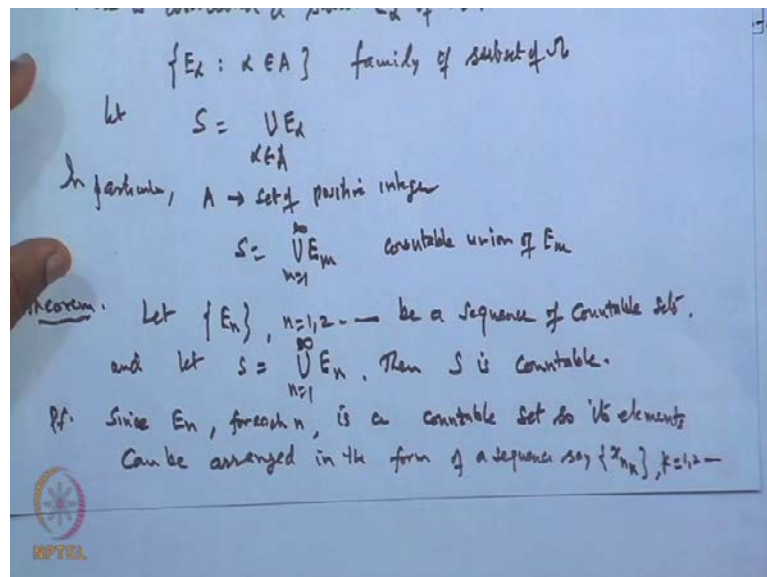 {Eα : α ∈ A} family of subset of Ω
let S = ∪ Eα
α∈A
In particular, A → set of positive integer
∞
S = ∪ Em countable union of Em
n=1
Theorem. Let {En}, n=1,2-- — be a sequence of countable sets.
∞
and let S = ∪ En. Then S is countable.
n=1
Pf. Since En, for each n, is a countable set so its elements
Can be arranged in the form of a sequence say {x_nk}, k=1,2—
NPTEL